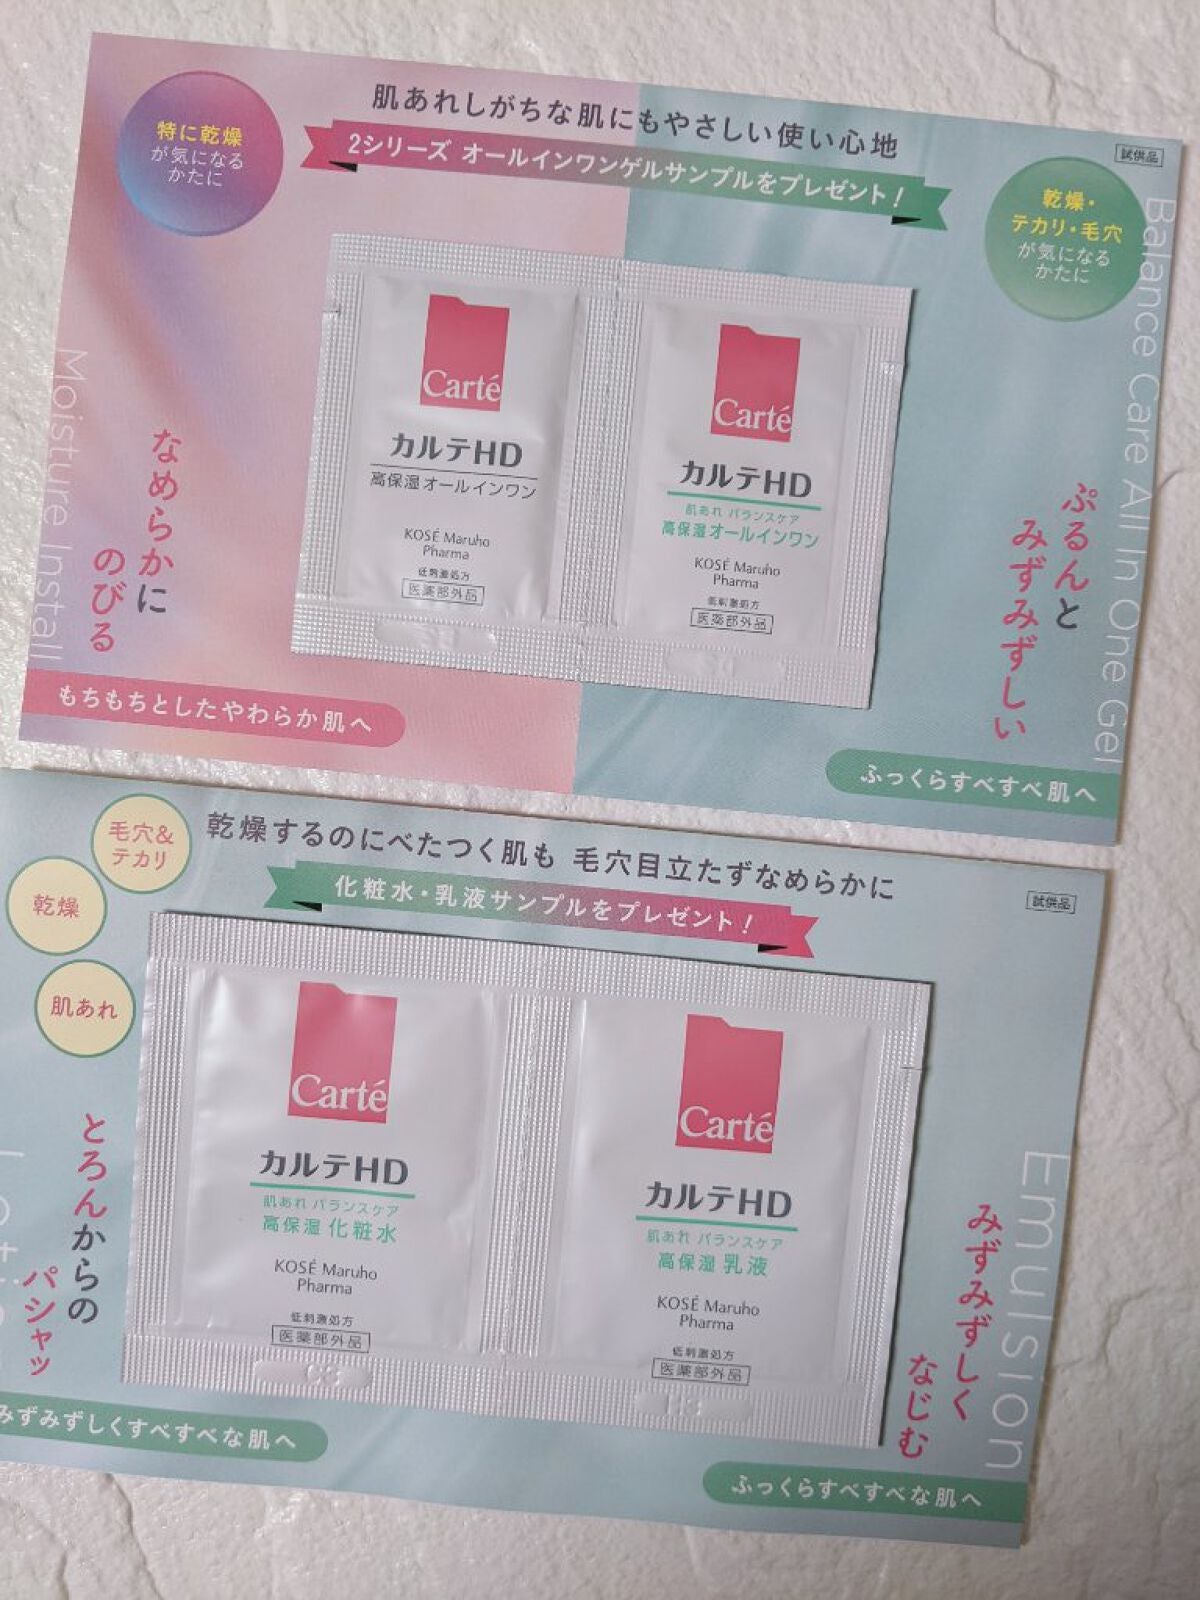 肌あれしがちな肌にもやさしい使い心地
2シリーズ オールインワンゲルサンプルをプレゼント！
試供品
特に乾燥
が気になる
かたに
乾燥・
テカリ・毛穴
が気になる
かたに
Moisture Install
Balance Care All In One Gel
なめらかに
のびる
Carté
カルテHD
高保湿オールインワン
KOSÉ Maruho
Pharma
低刺激処方
医薬部外品
Carté
カルテHD
肌あれ バランスケア
高保湿オールインワン
KOSÉ Maruho
Pharma
低刺激処方
医薬部外品
ぷるんと
みずみずしい
もちもちとしたやわらか肌へ
ふっくらすべすべ肌へ
毛穴&
テカリ
乾燥
肌あれ
乾燥するのにべたつく肌も 毛穴目立たずなめらかに
化粧水・乳液サンプルをプレゼント！
試供品
とろんからの
パシャッ
Carté
カルテHD
肌あれ バランスケア
高保湿 化粧水
KOSÉ Maruho
Pharma
低刺激処方
医薬部外品
Carté
カルテHD
肌あれ バランスケア
高保湿 乳液
KOSÉ Maruho
Pharma
低刺激処方
医薬部外品
Emulsion
みずみずしく
なじむ
みずみずしくすべすべな肌へ
ふっくらすべすべな肌へ